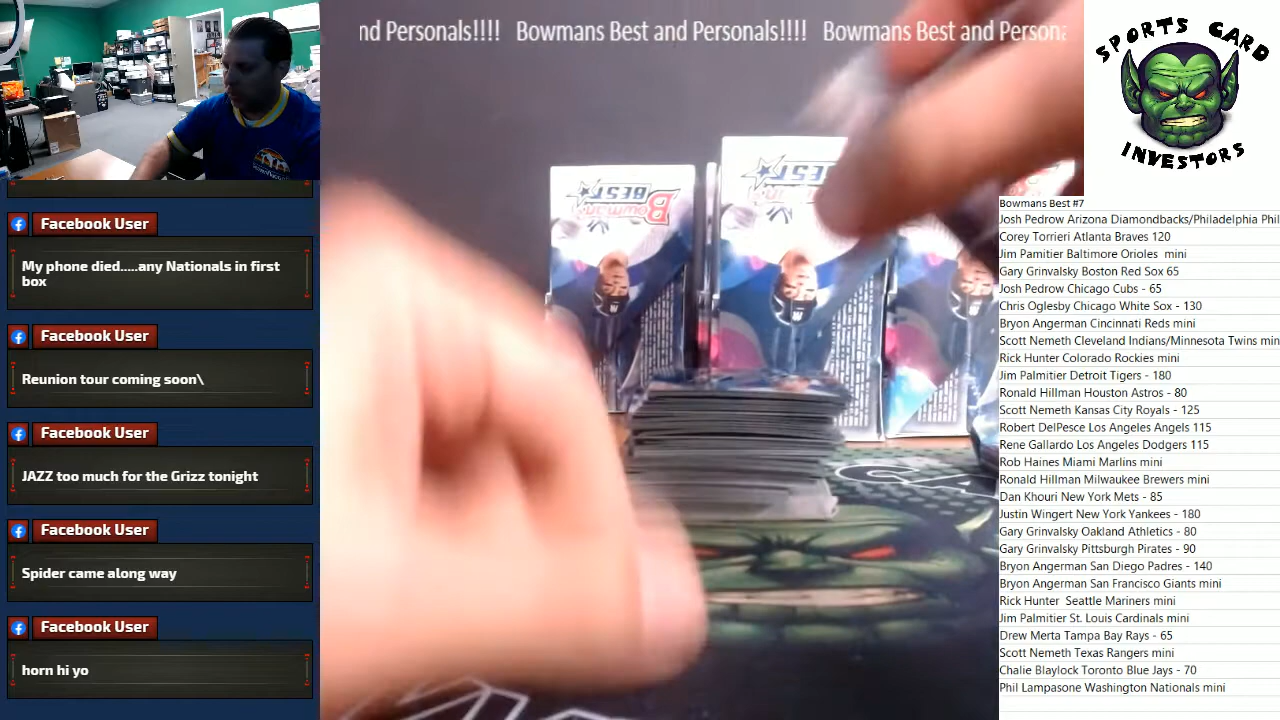 nd Personals!!!! Bowmans Best and Personals!!!! Bowmans Best and Persona
SPORTS CARD
INVESTORS
Facebook User
My phone died.....any Nationals in first
box
Facebook User
Reunion tour coming soon\
Facebook User
JAZZ too much for the Grizz tonight
Facebook User
Spider came along way
Facebook User
horn hi yo
Bowman's
BEST
BEST
Bowmans Best #7
Josh Pedrow Arizona Diamondbacks/Philadelphia Phil
Corey Torrieri Atlanta Braves 120
Jim Pamitier Baltimore Orioles mini
Gary Grinvalsky Boston Red Sox 65
Josh Pedrow Chicago Cubs - 65
Chris Oglesby Chicago White Sox - 130
Bryon Angerman Cincinnati Reds mini
Scott Nemeth Cleveland Indians/Minnesota Twins min
Rick Hunter Colorado Rockies mini
Jim Palmitier Detroit Tigers - 180
Ronald Hillman Houston Astros - 80
Scott Nemeth Kansas City Royals - 125
Robert DelPesce Los Angeles Angels 115
Rene Gallardo Los Angeles Dodgers 115
Rob Haines Miami Marlins mini
Ronald Hillman Milwaukee Brewers mini
Dan Khouri New York Mets - 85
Justin Wingert New York Yankees - 180
Gary Grinvalsky Oakland Athletics - 80
Gary Grinvalsky Pittsburgh Pirates - 90
Bryon Angerman San Diego Padres - 140
Bryon Angerman San Francisco Giants mini
Rick Hunter Seattle Mariners mini
Jim Palmitier St. Louis Cardinals mini
Drew Merta Tampa Bay Rays - 65
Scott Nemeth Texas Rangers mini
Chalie Blaylock Toronto Blue Jays - 70
Phil Lampasone Washington Nationals mini